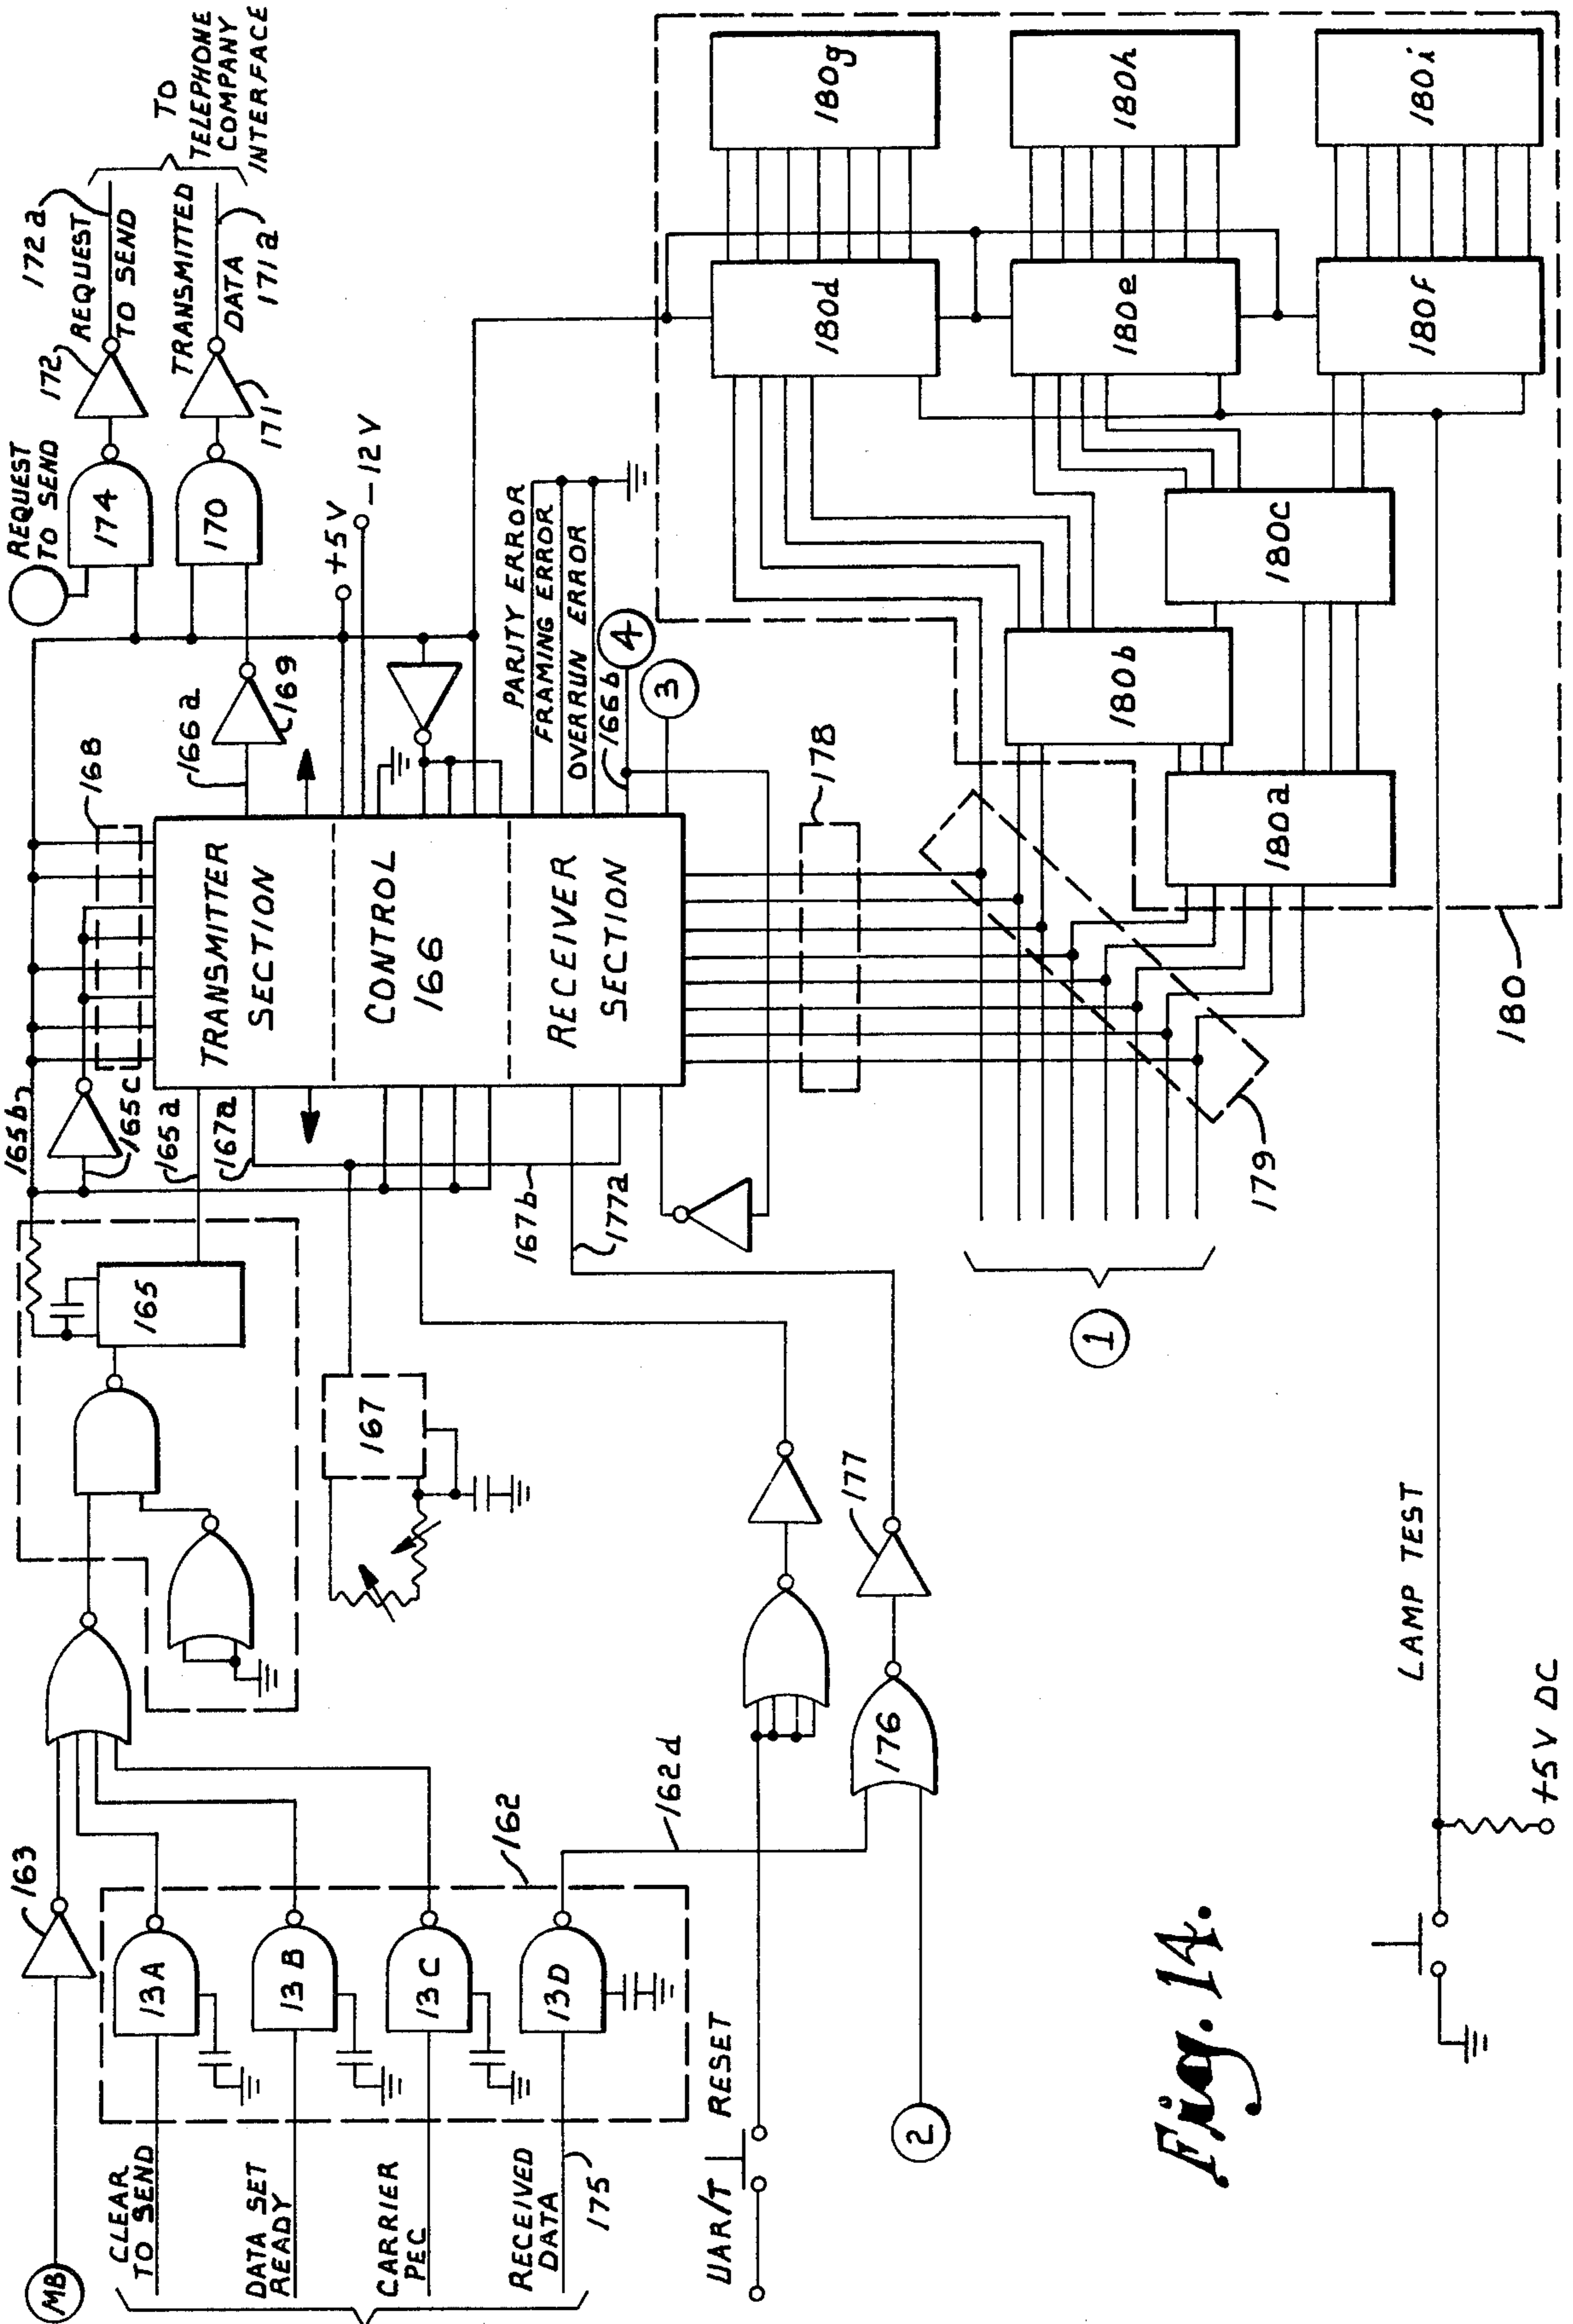 MB
163
CLEAR
TO SEND
DATA SET
READY
CARRIER
PEC
RECEIVED
DATA
175
13A
13B
13C
13D
162
162d
UAR/T RESET
2
176
177
165
167
165b
165c
165a
167a
167b
177a
168
TRANSMITTER
SECTION
CONTROL
166
RECEIVER
SECTION
166a
169
REQUEST
TO SEND
174
170
172
171
172a
REQUEST
TO SEND
TRANSMITTED
DATA
171a
TO
TELEPHONE
COMPANY
INTERFACE
+5V
-12V
PARITY ERROR
FRAMING ERROR
OVERRUN ERROR
166b
4
3
178
179
1
180a
180b
180c
180d
180e
180f
180g
180h
180i
180
LAMP TEST
+5V DC
Fig. 14.